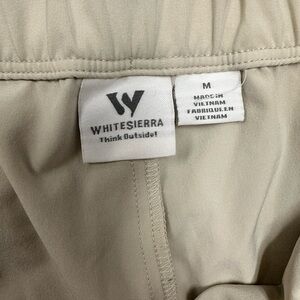 W
WHITESIERRA
Think Outside!
M
MADE IN
VIETNAM
FABRIQUE EN
VIETNAM